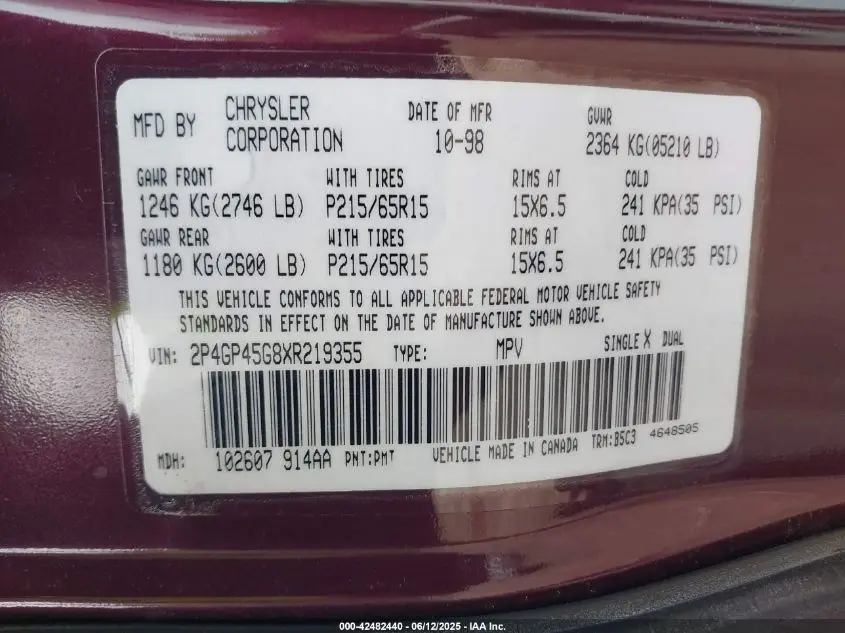 MFD BY CHRYSLER CORPORATION DATE OF MFR 10-98 GVWR 2364 KG(05210 LB)
GAWR FRONT WITH TIRES RIMS AT COLD
1246 KG(2746 LB) P215/65R15 15X6.5 241 KPA(35 PSI)
GAWR REAR WITH TIRES RIMS AT COLD
1180 KG(2600 LB) P215/65R15 15X6.5 241 KPA(35 PSI)
THIS VEHICLE CONFORMS TO ALL APPLICABLE FEDERAL MOTOR VEHICLE SAFETY
STANDARDS IN EFFECT ON THE DATE OF MANUFACTURE SHOWN ABOVE.
VIN: 2P4GP45G8XR219355 TYPE: MPV SINGLE X DUAL
MDH: 102607 914AA PNT:PMT VEHICLE MADE IN CANADA TRM:B5C3 4648505
000-42482440 - 06/12/2025 - IAA Inc.